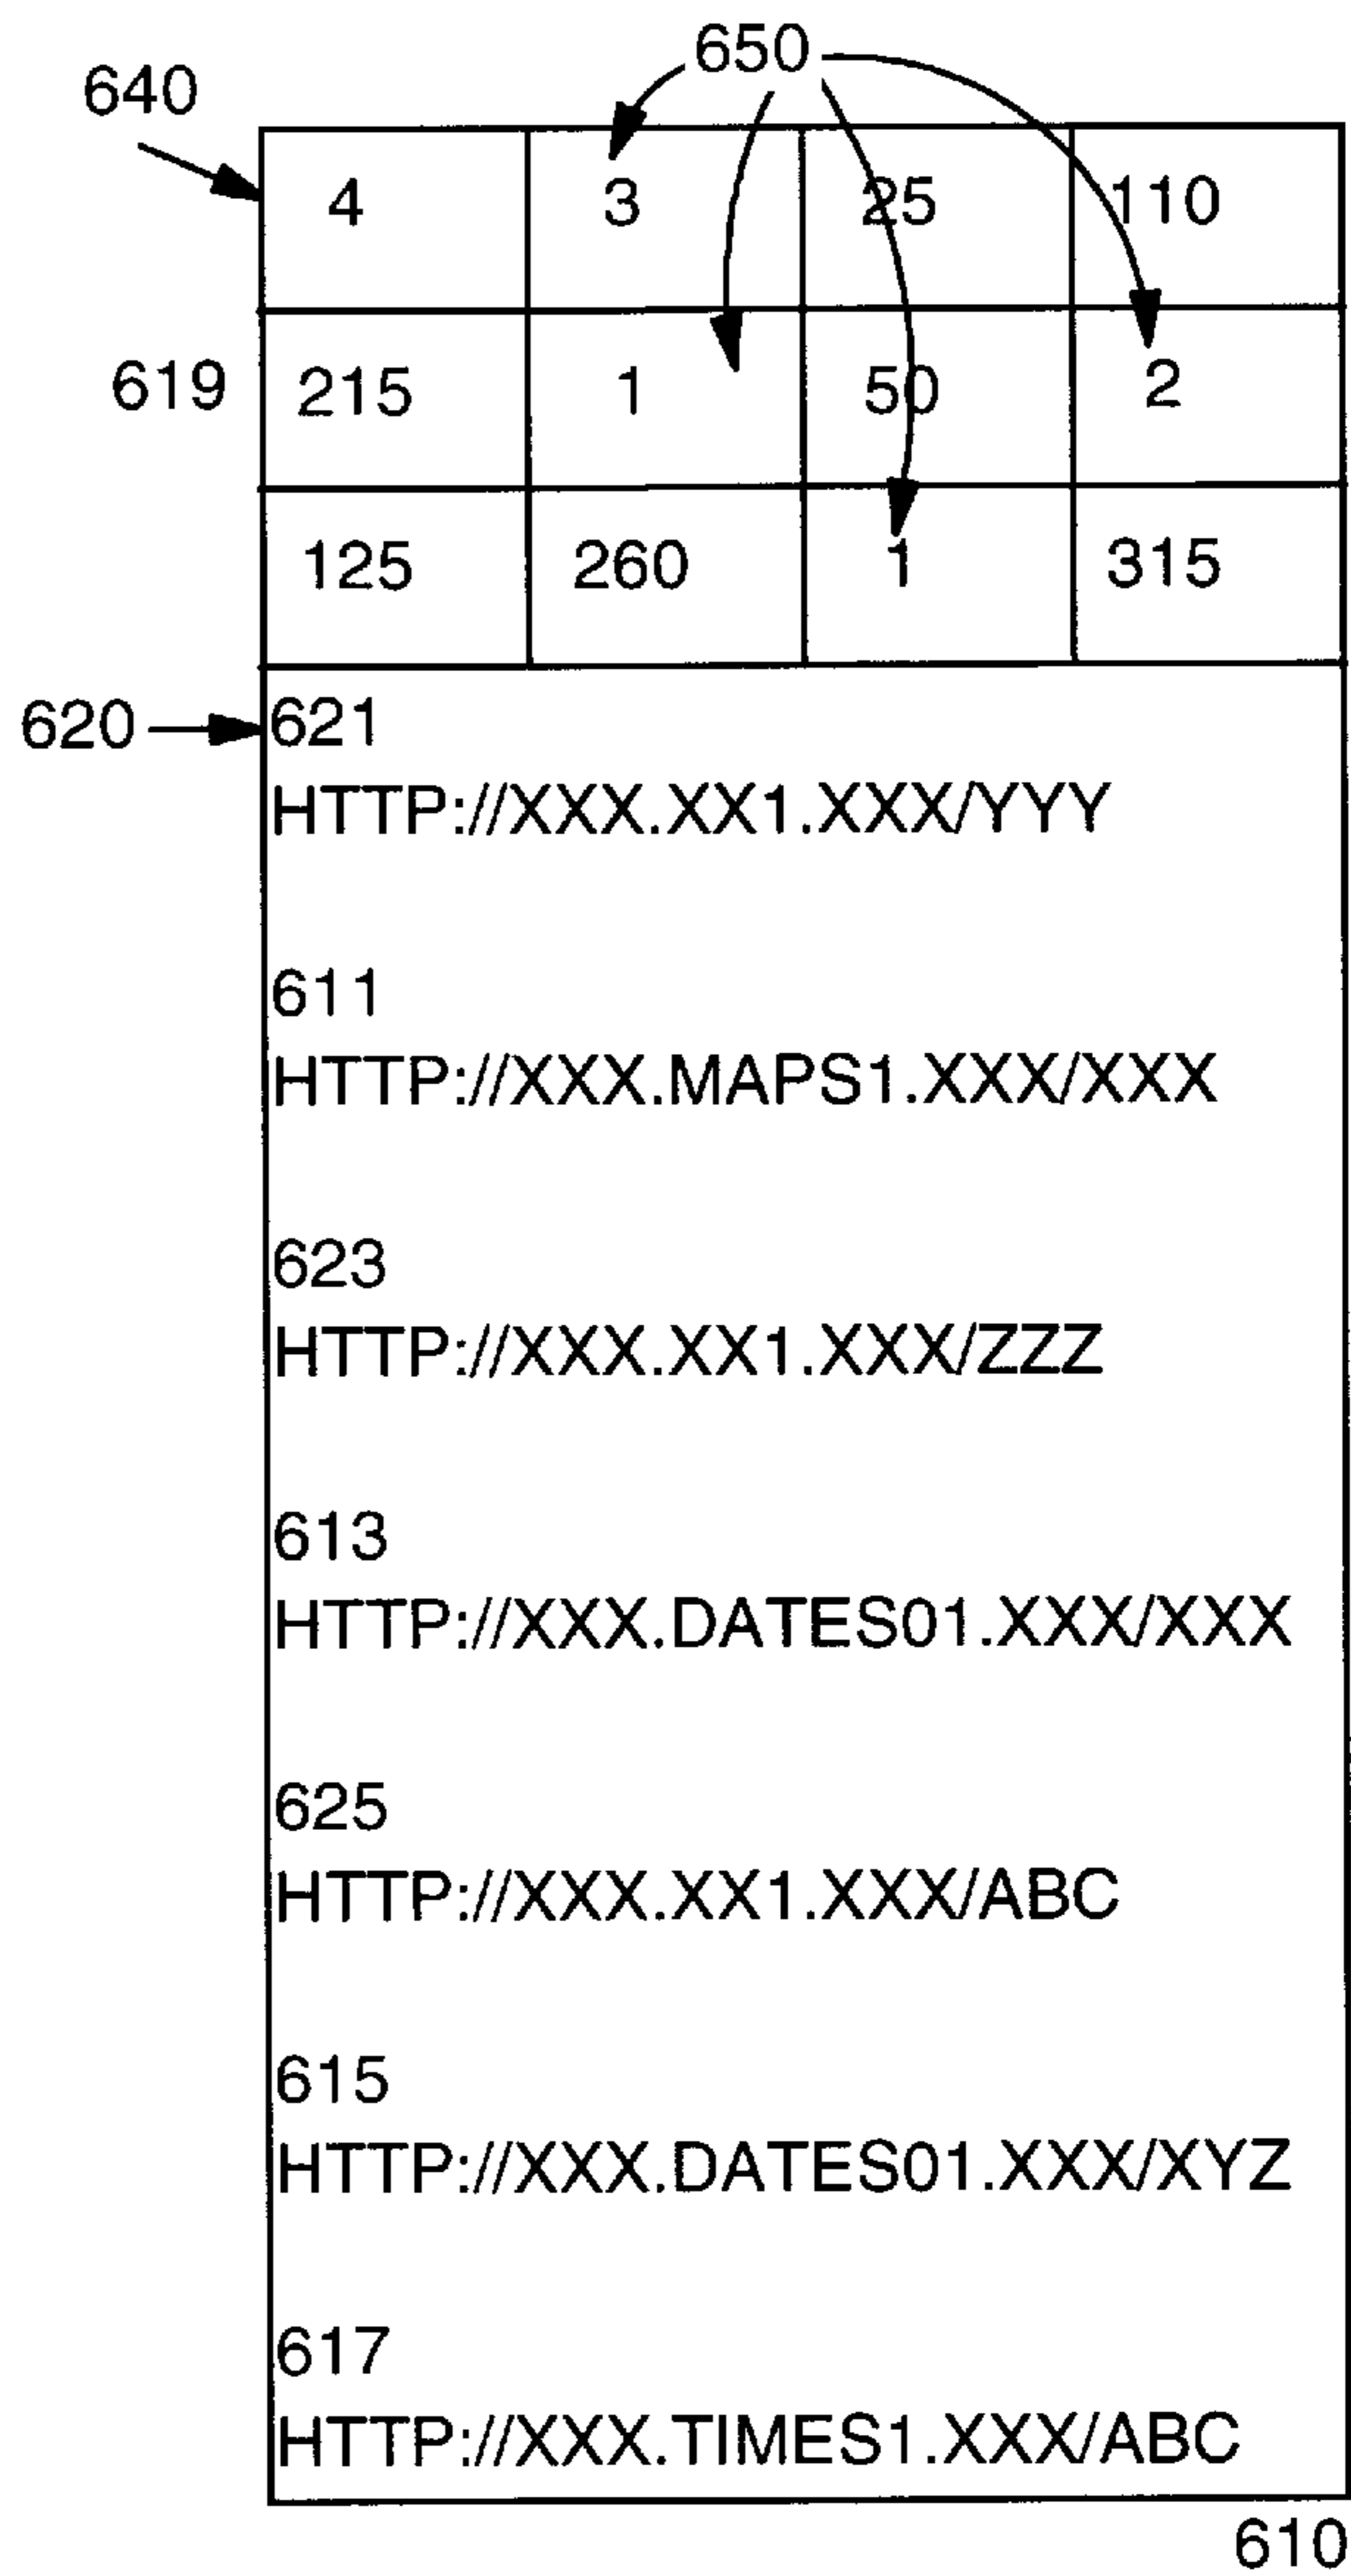 650
640
4 3 25 110
619 215 1 50 2
125 260 1 315
620 621
HTTP://XXX.XX1.XXX/YYY
611
HTTP://XXX.MAPS1.XXX/XXX
623
HTTP://XXX.XX1.XXX/ZZZ
613
HTTP://XXX.DATES01.XXX/XXX
625
HTTP://XXX.XX1.XXX/ABC
615
HTTP://XXX.DATES01.XXX/XYZ
617
HTTP://XXX.TIMES1.XXX/ABC
610